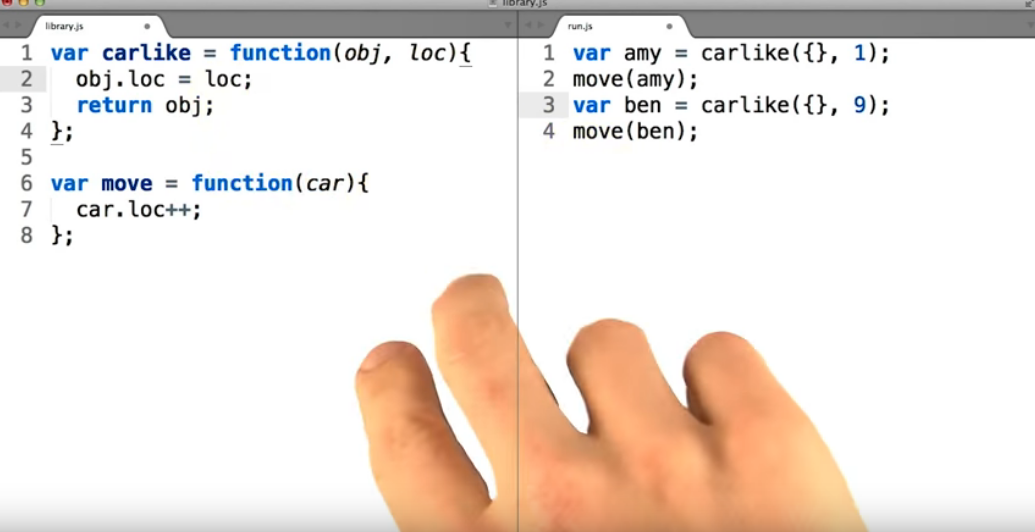 library.js
library.js
1 var carlike = function(obj, loc){
2 obj.loc = loc;
3 return obj;
4 };
5
6 var move = function(car){
7 car.loc++;
8 };
run.js
1 var amy = carlike({}, 1);
2 move(amy);
3 var ben = carlike({}, 9);
4 move(ben);